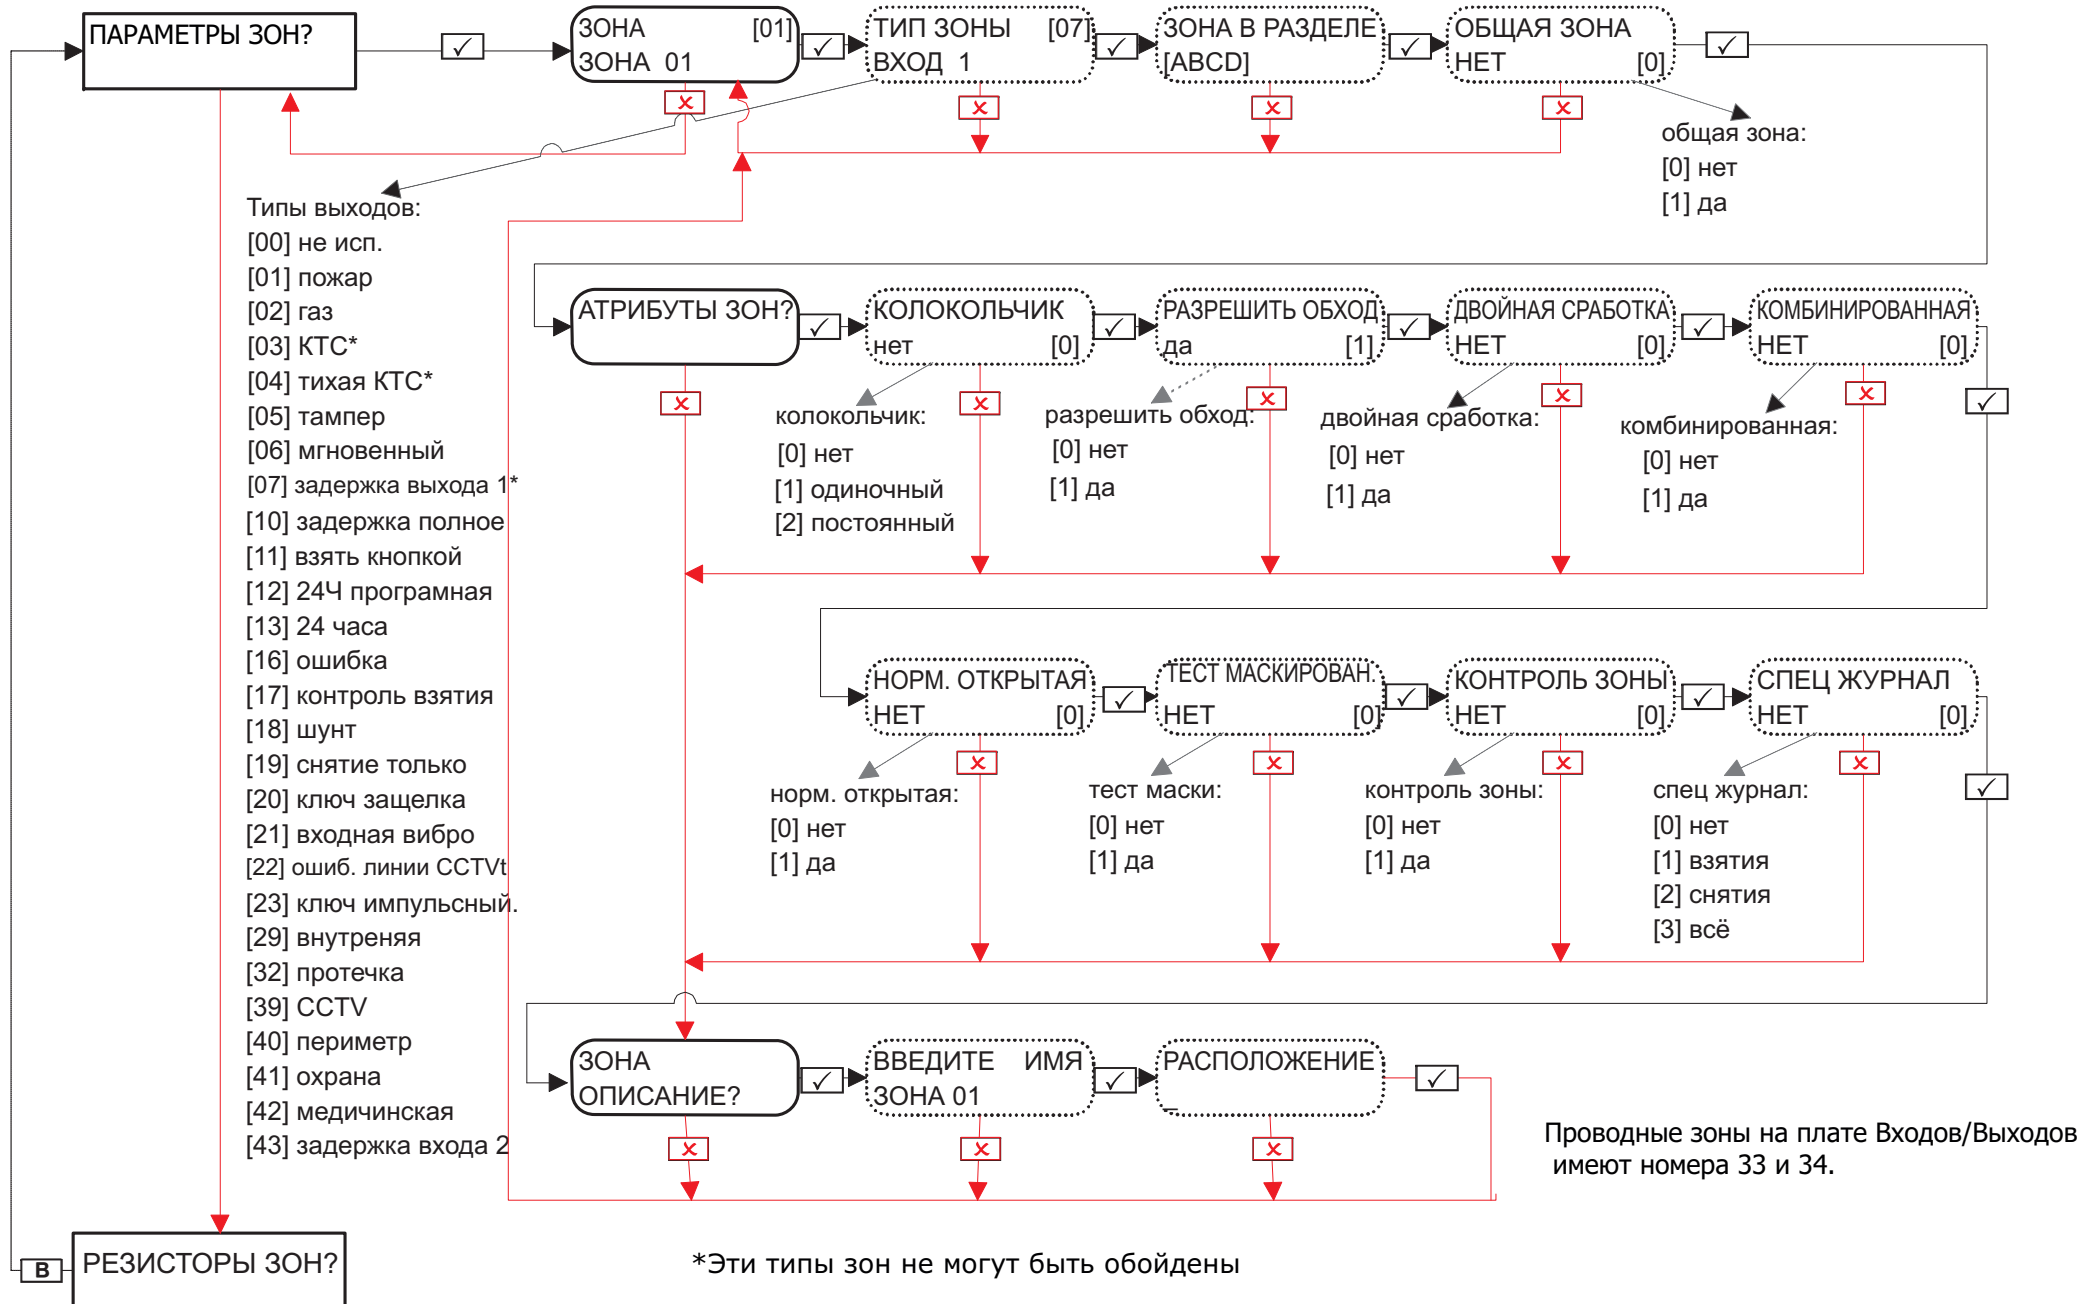 ПАРАМЕТРЫ ЗОН?
ЗОНА [01]
ЗОНА 01
ТИП ЗОНЫ [07]
ВХОД 1
ЗОНА В РАЗДЕЛЕ
[ABCD]
ОБЩАЯ ЗОНА
НЕТ [0]
общая зона:
[0] нет
[1] да
Типы выходов:
[00] не исп.
[01] пожар
[02] газ
[03] КТС*
[04] тихая КТС*
[05] тампер
[06] мгновенный
[07] задержка выхода 1*
[10] задержка полное
[11] взять кнопкой
[12] 24Ч програмная
[13] 24 часа
[16] ошибка
[17] контроль взятия
[18] шунт
[19] снятие только
[20] ключ защелка
[21] входная вибро
[22] ошиб. линии CCTVt
[23] ключ импульсный.
[29] внутреняя
[32] протечка
[39] CCTV
[40] периметр
[41] охрана
[42] медичинская
[43] задержка входа 2
АТРИБУТЫ ЗОН?
КОЛОКОЛЬЧИК
нет [0]
РАЗРЕШИТЬ ОБХОД
да [1]
ДВОЙНАЯ СРАБОТКА
НЕТ [0]
КОМБИНИРОВАННАЯ
НЕТ [0]
колокольчик:
[0] нет
[1] одиночный
[2] постоянный
разрешить обход:
[0] нет
[1] да
двойная сработка:
[0] нет
[1] да
комбинированная:
[0] нет
[1] да
НОРМ. ОТКРЫТАЯ
НЕТ [0]
ТЕСТ МАСКИРОВАН.
НЕТ [0]
КОНТРОЛЬ ЗОНЫ
НЕТ [0]
СПЕЦ ЖУРНАЛ
НЕТ [0]
норм. открытая:
[0] нет
[1] да
тест маски:
[0] нет
[1] да
контроль зоны:
[0] нет
[1] да
спец журнал:
[0] нет
[1] взятия
[2] снятия
[3] всё
ЗОНА
ОПИСАНИЕ?
ВВЕДИТЕ ИМЯ
ЗОНА 01
РАСПОЛОЖЕНИЕ
_
Проводные зоны на плате Входов/Выходов
имеют номера 33 и 34.
B
РЕЗИСТОРЫ ЗОН?
*Эти типы зон не могут быть обойдены